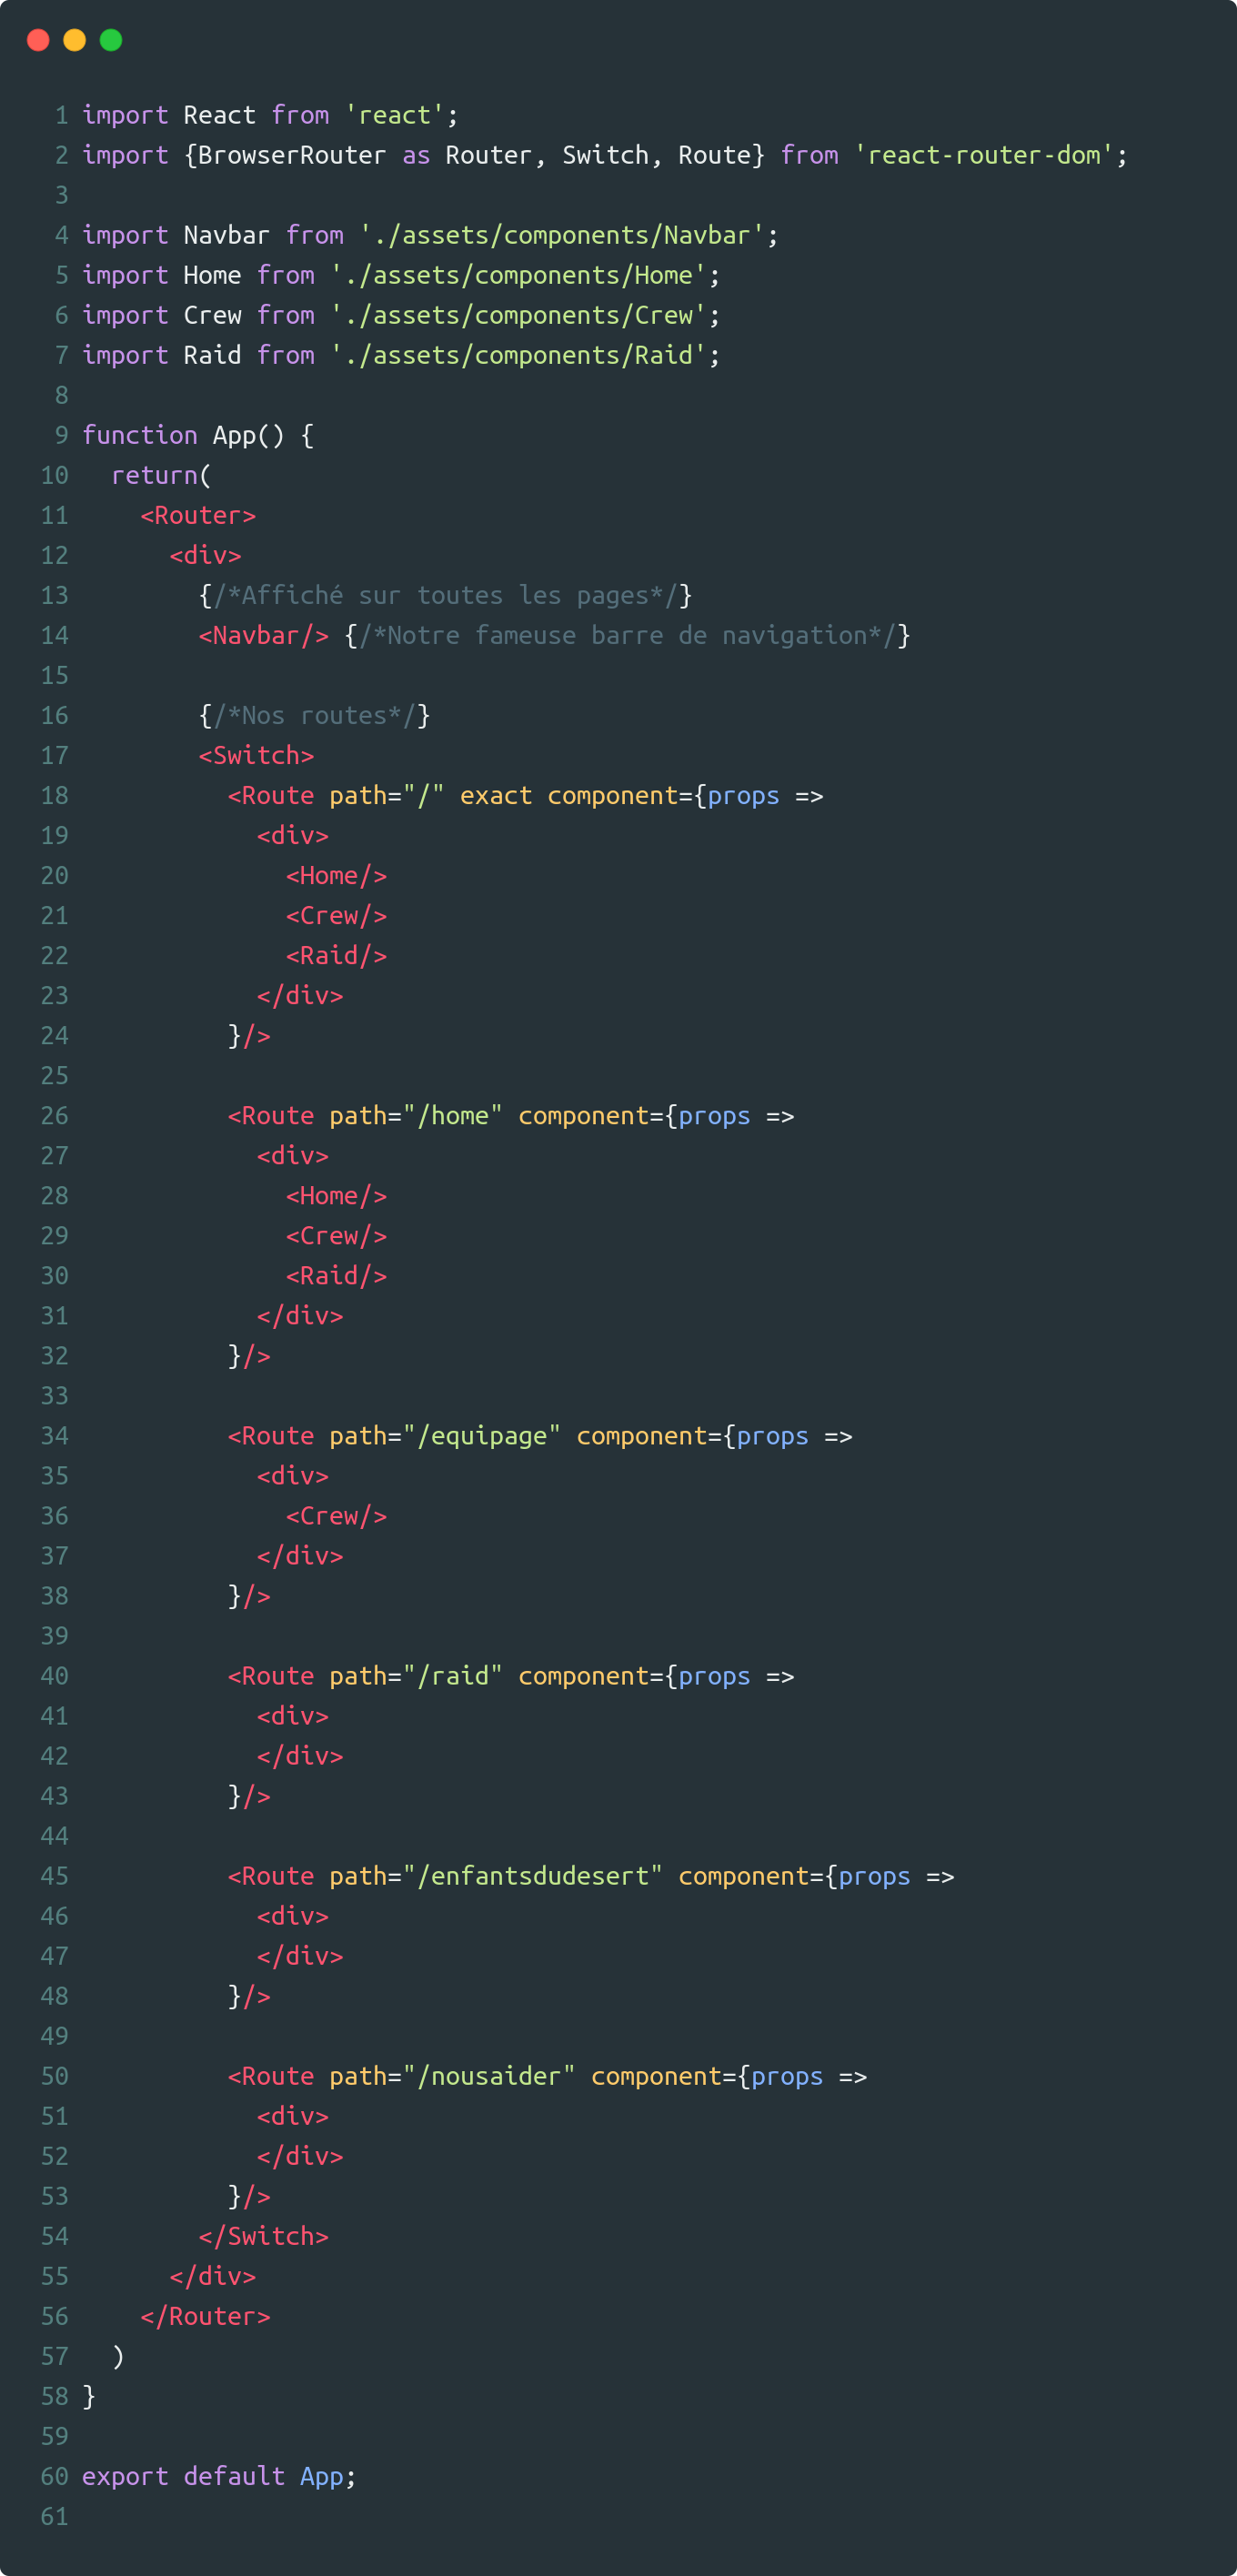 1 import React from 'react';
2 import {BrowserRouter as Router, Switch, Route} from 'react-router-dom';
3
4 import Navbar from './assets/components/Navbar';
5 import Home from './assets/components/Home';
6 import Crew from './assets/components/Crew';
7 import Raid from './assets/components/Raid';
8
9 function App() {
10   return(
11     <Router>
12       <div>
13         {/*Affiché sur toutes les pages*/}
14         <Navbar/> {/*Notre fameuse barre de navigation*/}
15
16         {/*Nos routes*/}
17         <Switch>
18           <Route path="/" exact component={props =>
19             <div>
20               <Home/>
21               <Crew/>
22               <Raid/>
23             </div>
24           }/>
25
26           <Route path="/home" component={props =>
27             <div>
28               <Home/>
29               <Crew/>
30               <Raid/>
31             </div>
32           }/>
33
34           <Route path="/equipage" component={props =>
35             <div>
36               <Crew/>
37             </div>
38           }/>
39
40           <Route path="/raid" component={props =>
41             <div>
42             </div>
43           }/>
44
45           <Route path="/enfantsdudesert" component={props =>
46             <div>
47             </div>
48           }/>
49
50           <Route path="/nousaider" component={props =>
51             <div>
52             </div>
53           }/>
54         </Switch>
55       </div>
56     </Router>
57   )
58 }
59
60 export default App;
61